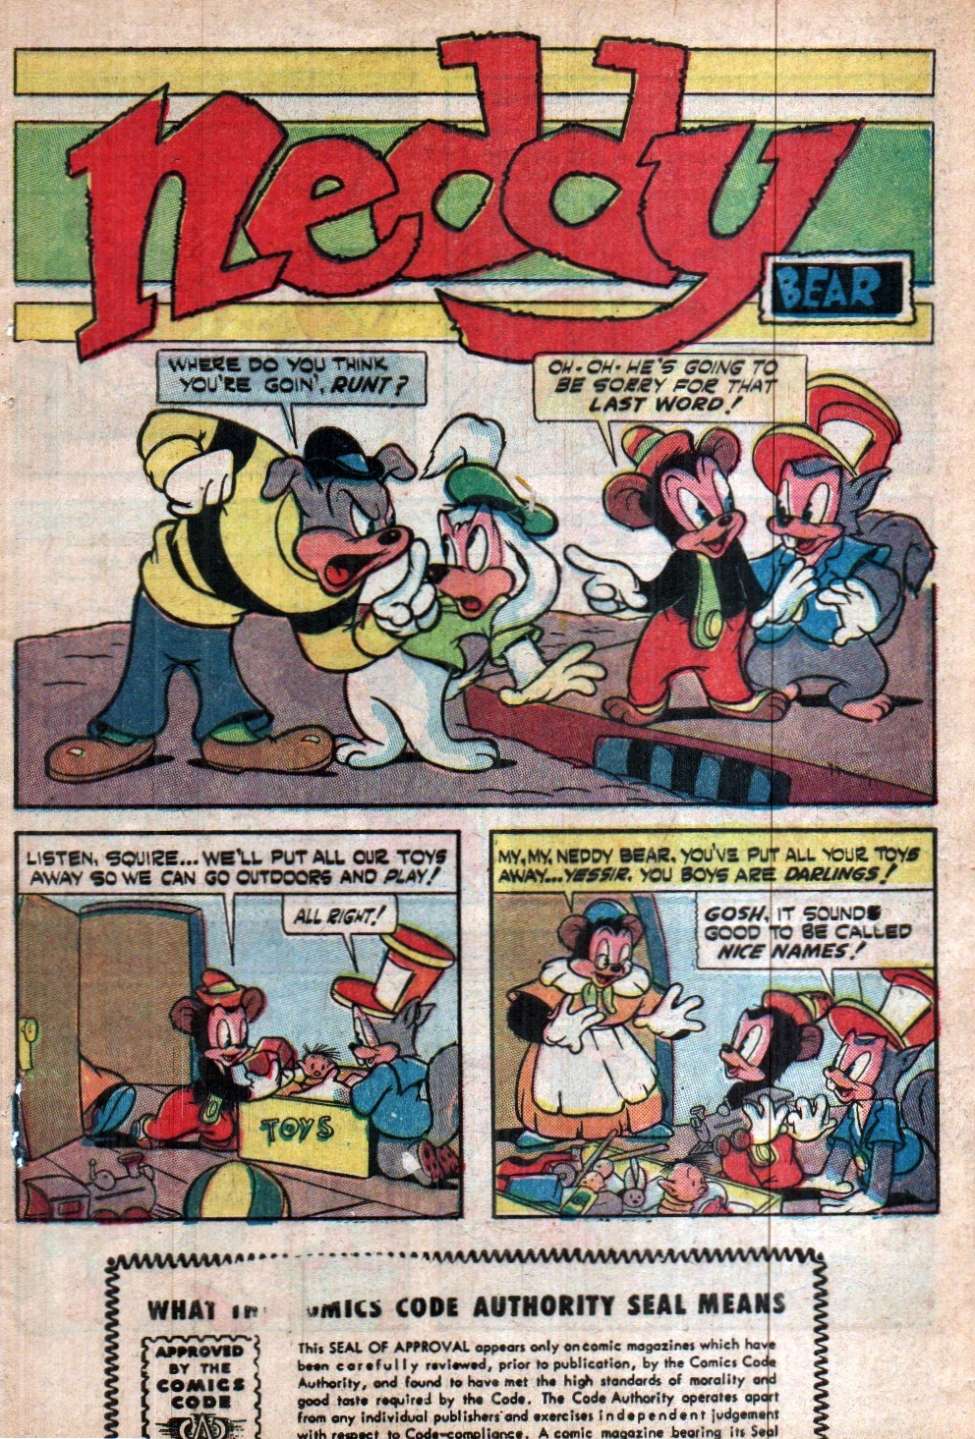 Neddy
BEAR
WHERE DO YOU THINK
YOU'RE GOIN', RUNT?
OH-OH- HE'S GOING TO
BE SORRY FOR THAT
LAST WORD!
LISTEN, SQUIRE... WE'LL PUT ALL OUR TOYS
AWAY SO WE CAN GO OUTDOORS AND PLAY!
ALL RIGHT!
TOYS
MY, MY, NEDDY BEAR, YOU'VE PUT ALL YOUR TOYS
AWAY...YESSIR, YOU BOYS ARE DARLINGS!
GOSH, IT SOUNDS
GOOD TO BE CALLED
NICE NAMES!
WHAT OMICS CODE AUTHORITY SEAL MEANS
APPROVED
BY THE
COMICS
CODE
This SEAL OF APPROVAL appears only on comic magazines which have
been carefully reviewed, prior to publication, by the Comics Code
Authority, and found to have met the high standards of morality and
good taste required by the Code. The Code Authority operates apart
from any individual publishers and exercises independent judgement
with respect to Code-compliance. A comic magazine bearing its Seal